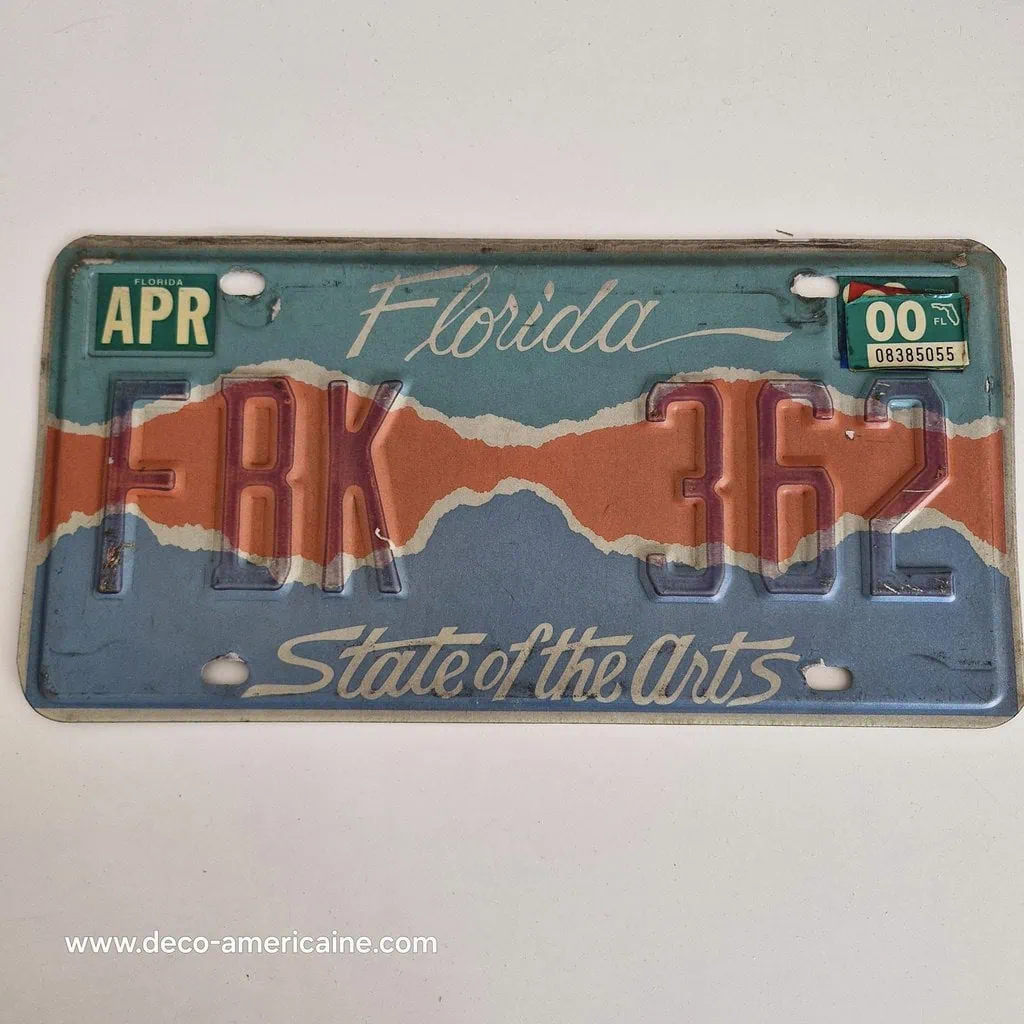 FLORIDA
APR
Florida
00 FL
08385055
FBK 362
State of the Arts
www.deco-americaine.com